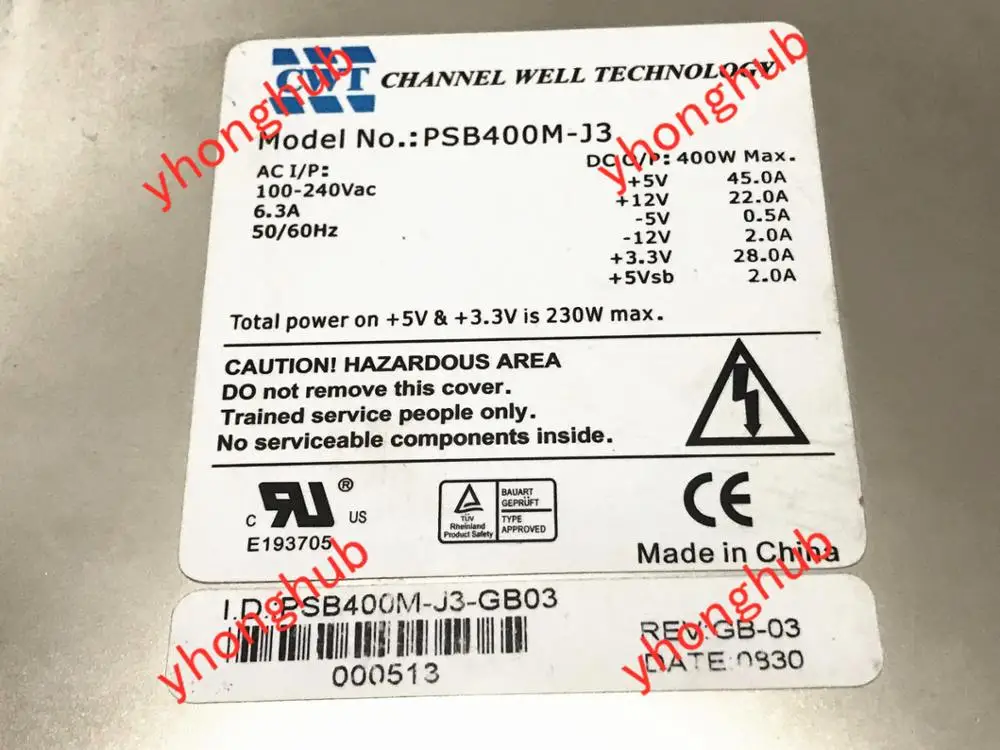 CWT CHANNEL WELL TECHNOLOGY
Model No.:PSB400M-J3
AC I/P:
100-240Vac
6.3A
50/60Hz
DC O/P: 400W Max.
+5V 45.0A
+12V 22.0A
-5V 0.5A
-12V 2.0A
+3.3V 28.0A
+5Vsb 2.0A
Total power on +5V & +3.3V is 230W max.
CAUTION! HAZARDOUS AREA
DO not remove this cover.
Trained service people only.
No serviceable components inside.
C RU ® US
E193705
TÜV
Rheinland
Product Safety
BAUART
GEPRÜFT
TYPE
APPROVED
CE
Made in China
I.D.:PSB400M-J3-GB03
000513
REV:GB-03
DATE:0830
yhonghub
yhonghub
yhonghub
yhonghub